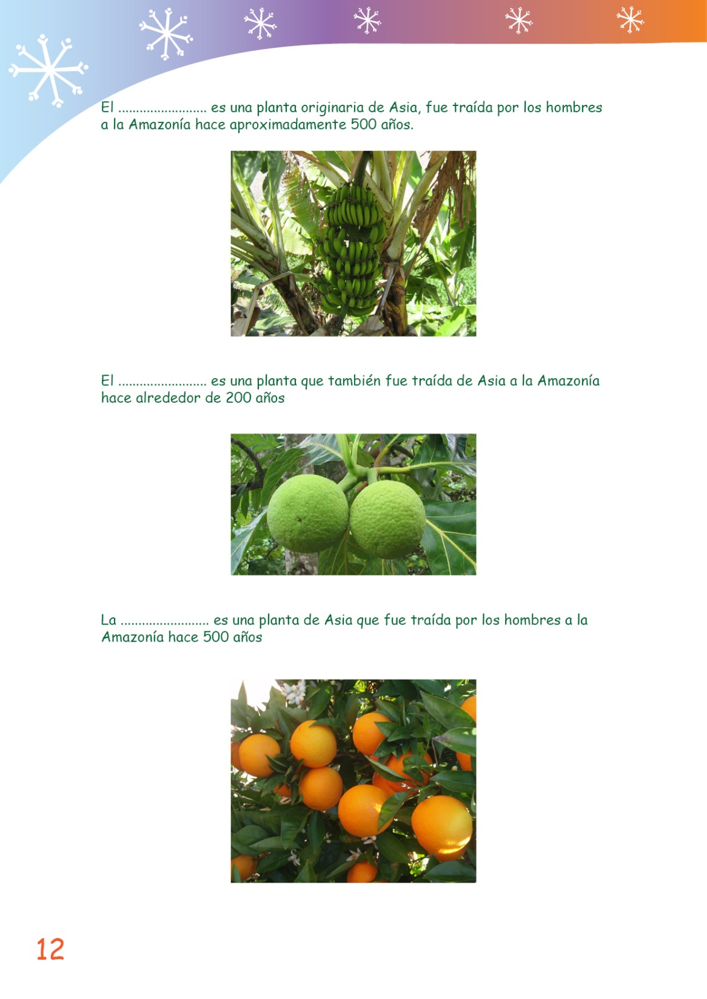 El ......................... es una planta originaria de Asia, fue traída por los hombres
a la Amazonía hace aproximadamente 500 años.
El ......................... es una planta que también fue traída de Asia a la Amazonía
hace alrededor de 200 años
La ......................... es una planta de Asia que fue traída por los hombres a la
Amazonía hace 500 años
12